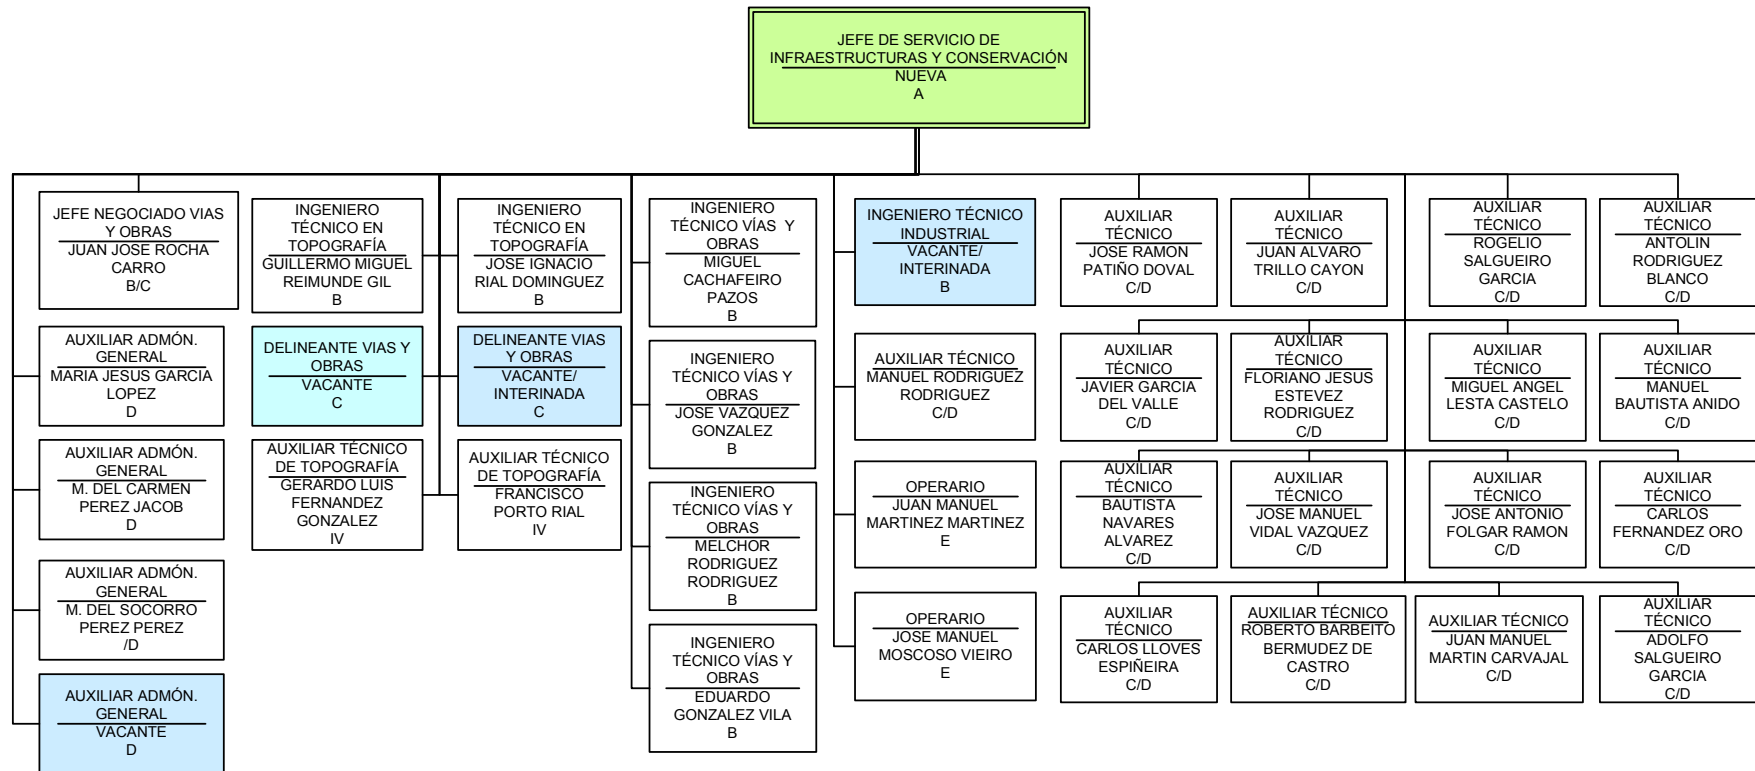 JEFE DE SERVICIO DE
INFRAESTRUCTURAS Y CONSERVACIÓN
NUEVA
A
JEFE NEGOCIADO VIAS
Y OBRAS
JUAN JOSE ROCHA
CARRO
B/C
INGENIERO
TÉCNICO EN
TOPOGRAFÍA
GUILLERMO MIGUEL
REIMUNDE GIL
B
INGENIERO
TÉCNICO EN
TOPOGRAFÍA
JOSE IGNACIO
RIAL DOMINGUEZ
B
INGENIERO
TÉCNICO VÍAS Y
OBRAS
MIGUEL
CACHAFEIRO
PAZOS
B
INGENIERO TÉCNICO
INDUSTRIAL
VACANTE/
INTERINADA
B
AUXILIAR
TÉCNICO
JOSE RAMON
PATIÑO DOVAL
C/D
AUXILIAR
TÉCNICO
JUAN ALVARO
TRILLO CAYON
C/D
AUXILIAR
TÉCNICO
ROGELIO
SALGUEIRO
GARCIA
C/D
AUXILIAR
TÉCNICO
ANTOLIN
RODRIGUEZ
BLANCO
C/D
AUXILIAR ADMÓN.
GENERAL
MARIA JESUS GARCIA
LOPEZ
D
DELINEANTE VIAS Y
OBRAS
VACANTE
C
DELINEANTE VIAS
Y OBRAS
VACANTE/
INTERINADA
C
INGENIERO
TÉCNICO VÍAS Y
OBRAS
JOSE VAZQUEZ
GONZALEZ
B
AUXILIAR TÉCNICO
MANUEL RODRIGUEZ
RODRIGUEZ
C/D
AUXILIAR
TÉCNICO
JAVIER GARCIA
DEL VALLE
C/D
AUXILIAR
TÉCNICO
FLORIANO JESUS
ESTEVEZ
RODRIGUEZ
C/D
AUXILIAR
TÉCNICO
MIGUEL ANGEL
LESTA CASTELO
C/D
AUXILIAR
TÉCNICO
MANUEL
BAUTISTA ANIDO
C/D
AUXILIAR ADMÓN.
GENERAL
M. DEL CARMEN
PEREZ JACOB
D
AUXILIAR TÉCNICO
DE TOPOGRAFÍA
GERARDO LUIS
FERNANDEZ
GONZALEZ
IV
AUXILIAR TÉCNICO
DE TOPOGRAFÍA
FRANCISCO
PORTO RIAL
IV
INGENIERO
TÉCNICO VÍAS Y
OBRAS
MELCHOR
RODRIGUEZ
RODRIGUEZ
B
OPERARIO
JUAN MANUEL
MARTINEZ MARTINEZ
E
AUXILIAR
TÉCNICO
BAUTISTA
NAVARES
ALVAREZ
C/D
AUXILIAR
TÉCNICO
JOSE MANUEL
VIDAL VAZQUEZ
C/D
AUXILIAR
TÉCNICO
JOSE ANTONIO
FOLGAR RAMON
C/D
AUXILIAR
TÉCNICO
CARLOS
FERNANDEZ ORO
C/D
AUXILIAR ADMÓN.
GENERAL
M. DEL SOCORRO
PEREZ PEREZ
/D
INGENIERO
TÉCNICO VÍAS Y
OBRAS
EDUARDO
GONZALEZ VILA
B
OPERARIO
JOSE MANUEL
MOSCOSO VIEIRO
E
AUXILIAR
TÉCNICO
CARLOS LLOVES
ESPIÑEIRA
C/D
AUXILIAR TÉCNICO
ROBERTO BARBEITO
BERMUDEZ DE
CASTRO
C/D
AUXILIAR TÉCNICO
JUAN MANUEL
MARTIN CARVAJAL
C/D
AUXILIAR
TÉCNICO
ADOLFO
SALGUEIRO
GARCIA
C/D
AUXILIAR ADMÓN.
GENERAL
VACANTE
D